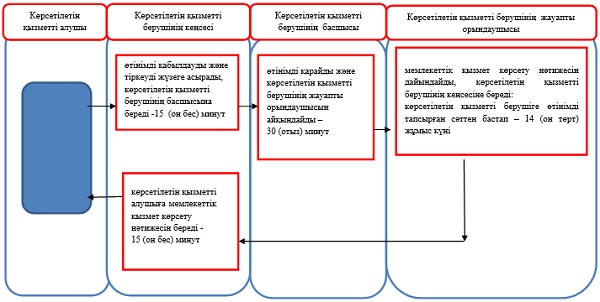 Көрсетілетін
қызметті алушы
Көрсетілетін қызметті
берушінің кеңсесі
Көрсетілетін қызметті
берушінің басшысы
Көрсетілетін қызметті берушінің жауапты
орындаушысы
өтінімді қабылдауды және
тіркеуді жүзеге асырады,
көрсетілетін қызметті
берушінің басшысына
береді -15 (он бес) минут
өтінімді қарайды және
көрсетілетін қызметті
берушінің жауапты
орындаушысын
айқындайды –
30 (отыз) минут
мемлекеттік қызмет көрсету нәтижесін
дайындайды, көрсетілетін қызметті
берушінің кеңсесіне береді:
көрсетілетін қызметті берушіге өтінімді
тапсырған сәттен бастап – 14 (он төрт)
жұмыс күні
көрсетілетін қызметті
алушыға мемлекеттік
қызмет көрсету
нәтижесін береді -
15 (он бес) минут